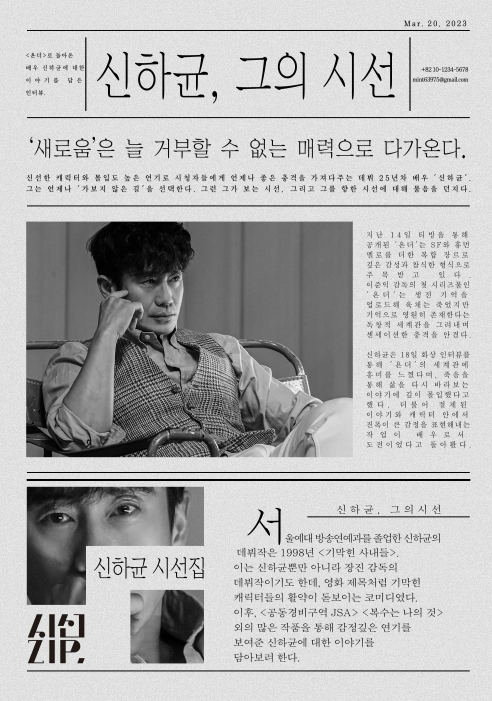 Mar. 20, 2023
<욘더>로 돌아온
배우 신하균에 대한
이야기를 담은
인터뷰.
신하균, 그의 시선
+82 10-1234-5678
mint63975@gmail.com
‘새로움’은 늘 거부할 수 없는 매력으로 다가온다.
신선한 캐릭터와 몰입도 높은 연기로 시청자들에게 언제나 좋은 충격을 가져다주는 데뷔 25년차 배우 ‘신하균’.
그는 언제나 ‘가보지 않은 길’을 선택한다. 그런 그가 보는 시선, 그리고 그를 향한 시선에 대해 물음을 던지다.
지난 14일 티빙을 통해
공개된 ‘욘더’는 SF와 휴먼
멜로를 더한 복합 장르로
깊은 감정과 참신한 형식으로
주목받고 있다.
이준익 감독의 첫 시리즈물인
‘욘더’는 생전 기억을
업로드해 육체는 죽었지만
기억으로 영원히 존재한다는
독창적 세계관을 그려내며
센세이션한 충격을 안겼다.
신하균은 18일 화상 인터뷰를
통해 ‘욘더’의 세계관에
흥미를 느꼈다며, 죽음을
통해 삶을 다시 바라보는
이야기에 깊이 몰입했다고
했다. 더불어 절제된
이야기와 캐릭터 안에서
진폭이 큰 감정을 표현해내는
작업이 배우로서
도전이었다고 돌아봤다.
신하균 시선집
시선
ZIP.
신하균, 그의시선
서울예대 방송연예과를 졸업한 신하균의
데뷔작은 1998년 <기막힌 사내들>.
이는 신하균뿐만 아니라 장진 감독의
데뷔작이기도 한데, 영화 제목처럼 기막힌
캐릭터들의 활약이 돋보이는 코미디였다.
이후, <공동경비구역 JSA> <복수는 나의 것>
외의 많은 작품을 통해 감정깊은 연기를
보여준 신하균에 대한 이야기를
담아보려 한다.